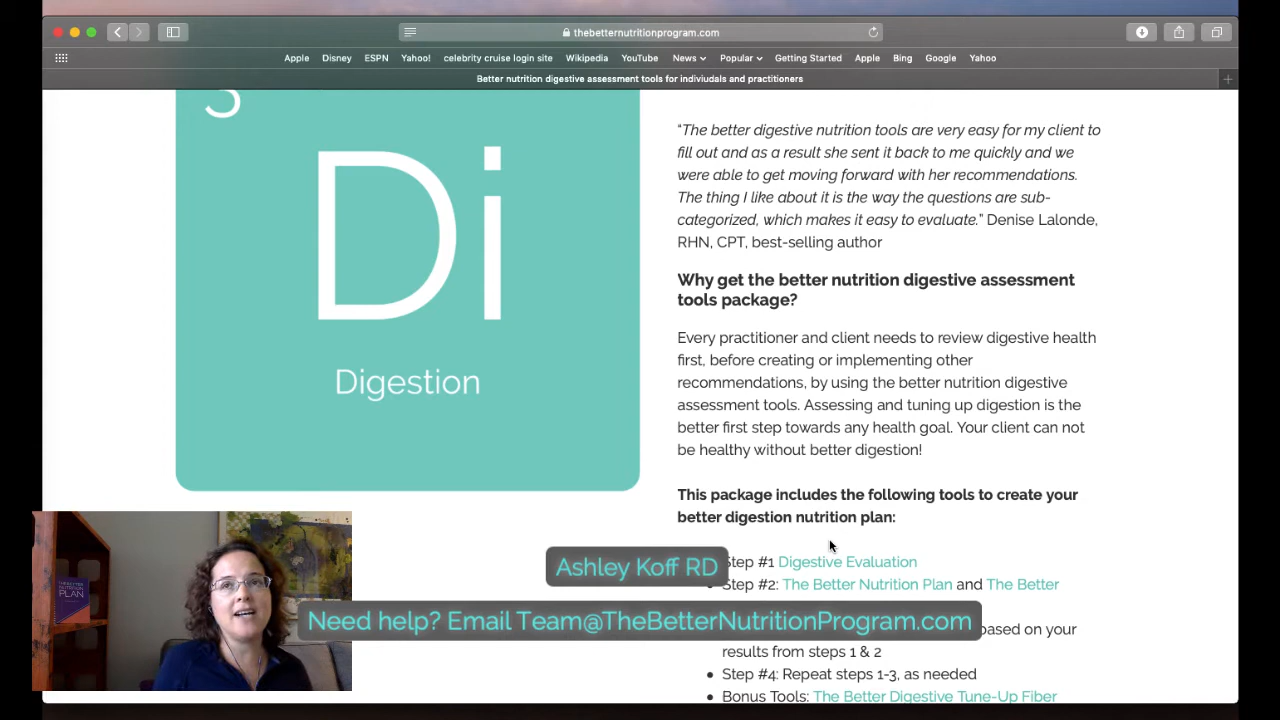 thebetternutritionprogram.com
Apple Disney ESPN Yahoo! celebrity cruise login site Wikipedia YouTube News Popular Getting Started Apple Bing Google Yahoo
Better nutrition digestive assessment tools for indiviudals and practitioners
Di
Digestion
“The better digestive nutrition tools are very easy for my client to
fill out and as a result she sent it back to me quickly and we
were able to get moving forward with her recommendations.
The thing I like about it is the way the questions are sub-
categorized, which makes it easy to evaluate.” Denise Lalonde,
RHN, CPT, best-selling author
Why get the better nutrition digestive assessment
tools package?
Every practitioner and client needs to review digestive health
first, before creating or implementing other
recommendations, by using the better nutrition digestive
assessment tools. Assessing and tuning up digestion is the
better first step towards any health goal. Your client can not
be healthy without better digestion!
This package includes the following tools to create your
better digestion nutrition plan:
Step #1 Digestive Evaluation
Ashley Koff RD
Step #2: The Better Nutrition Plan and The Better
Need help? Email Team@TheBetterNutritionProgram.com
based on your
results from steps 1 & 2
• Step #4: Repeat steps 1-3, as needed
• Bonus Tools: The Better Digestive Tune-Up Fiber
THE BETTER
NUTRITION
PLAN